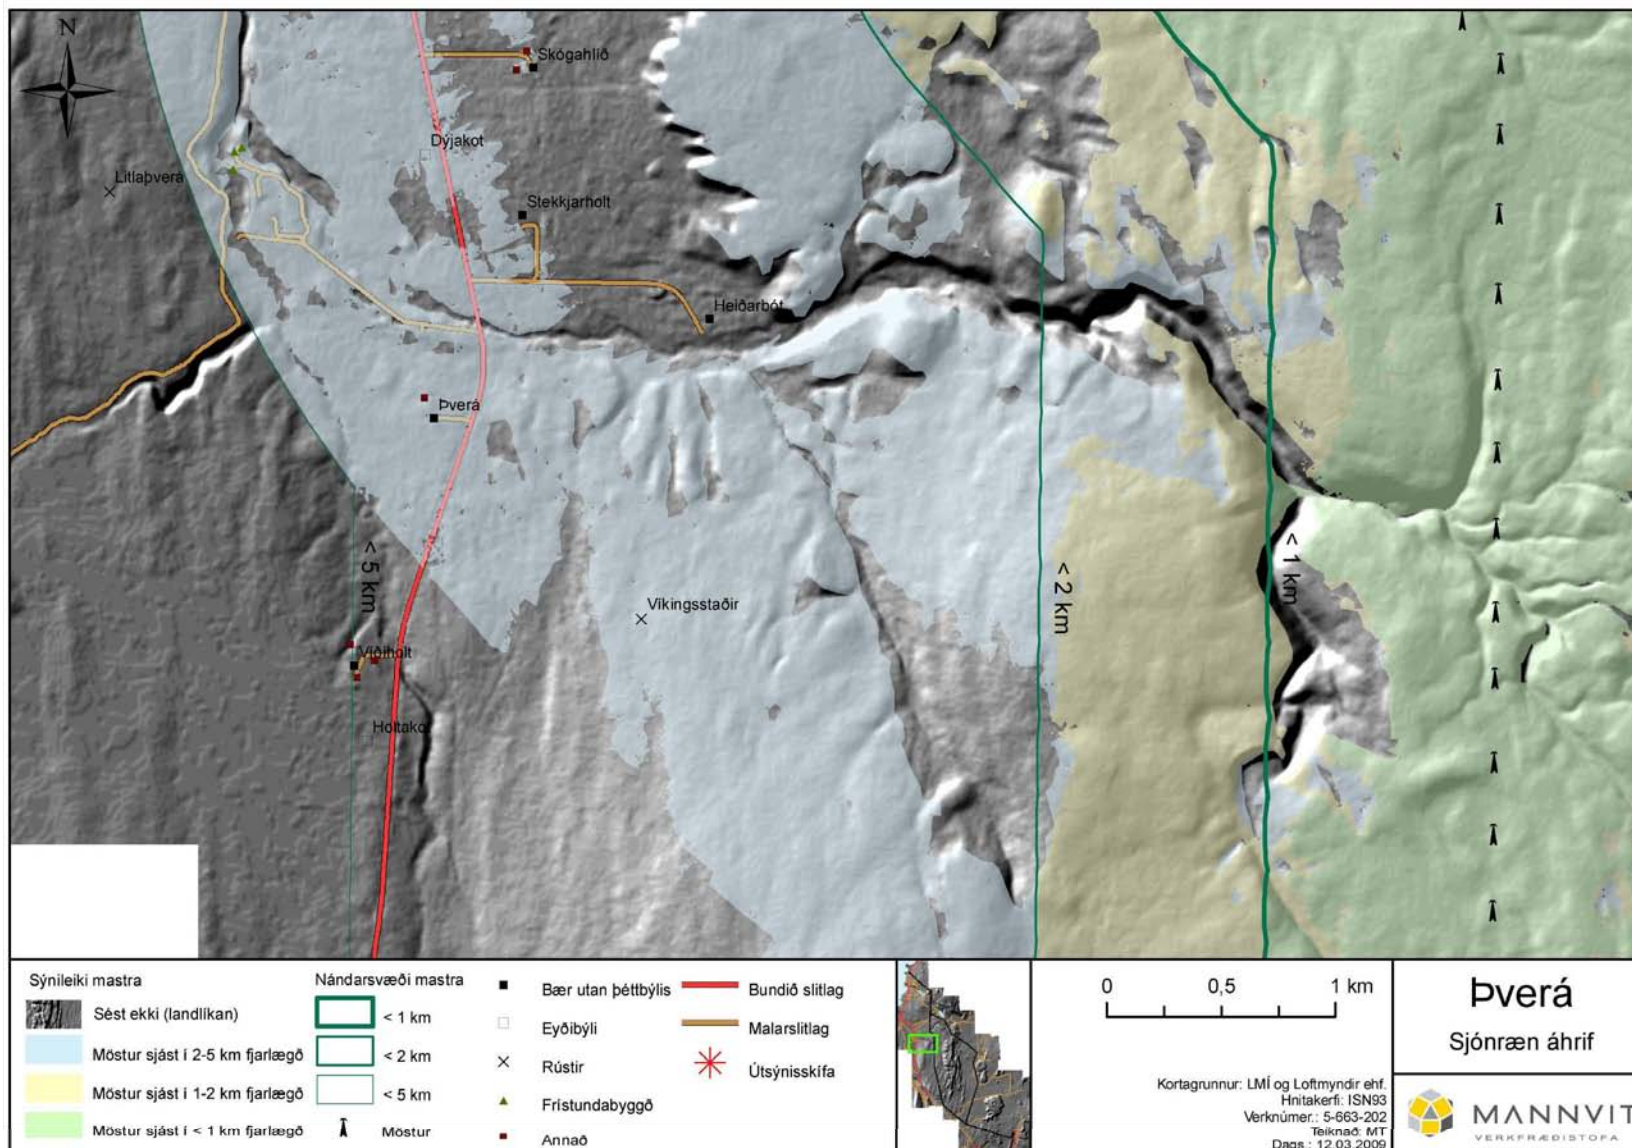 N
Skógahlíð
Dýjakot
Litlaþverá
Stekkjarholt
Heiðarbót
Þverá
< 5 km
< 2 km
< 1 km
Víkingsstaðir
Víðiholt
Holtakot
Sýnileiki mastra
Sést ekki (landlíkan)
Möstur sjást í 2-5 km fjarlægð
Möstur sjást í 1-2 km fjarlægð
Möstur sjást í < 1 km fjarlægð
Nándarsvæði mastra
< 1 km
< 2 km
< 5 km
Möstur
Bær utan þéttbýlis
Eyðibýli
Rústir
Frístundabyggð
Annað
Bundið slitlag
Malarslitlag
Útsýnisskífa
0 0,5 1 km
Kortagrunnur: LMÍ og Loftmyndir ehf.
Hnitakerfi: ISN93
Verknúmer.: 5-663-202
Teiknað: MT
Dags.: 12.03.2009
Þverá
Sjónræn áhrif
MANNVIT
VERKFRÆÐISTOFA